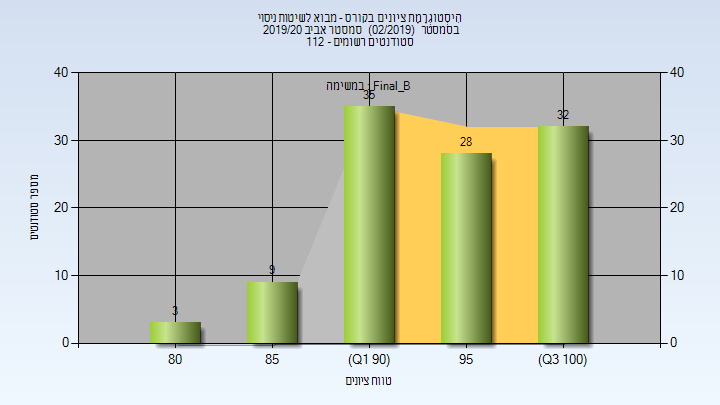 היסטוגרמת ציונים בקורס - מבוא לשיטות ניסוי
בסמסטר (02/2019) סמסטר אביב 2019/20
סטודנטים רשומים - 112
במשימה : Final_B
40
30
20
10
0
40
30
20
10
0
3
9
35
28
32
80
85
(Q1 90)
95
(Q3 100)
מספר סטודנטים
טווח ציונים